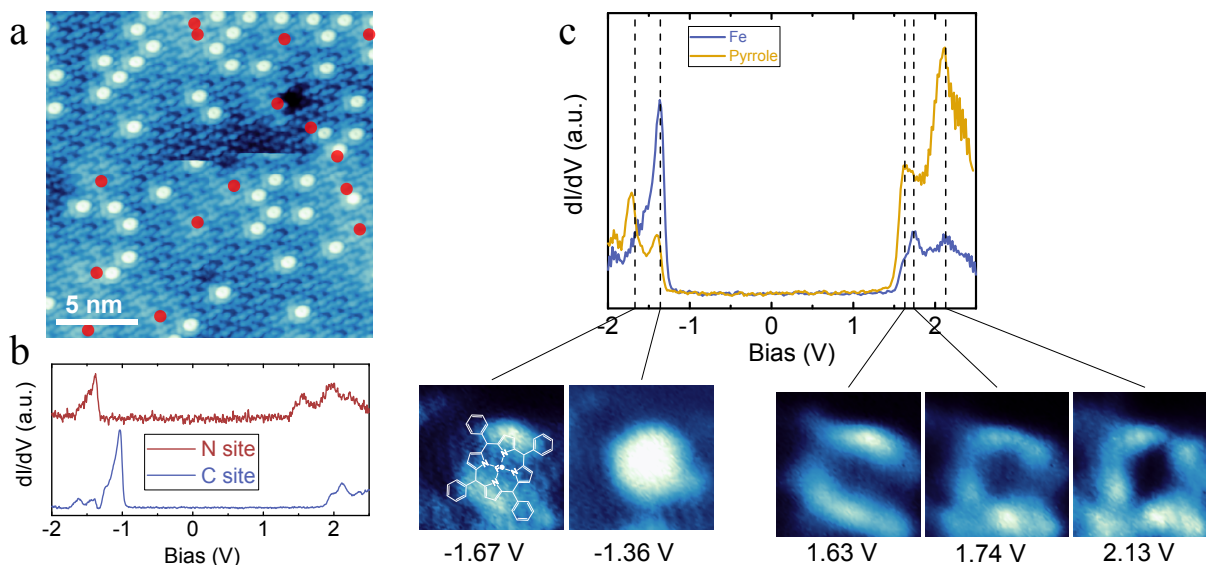 a
5 nm
b
dI/dV (a.u.)
N site
C site
-2 -1 0 1 2
Bias (V)
c
Fe
Pyrrole
dI/dV (a.u.)
-2 -1 0 1 2
Bias (V)
-1.67 V
-1.36 V
1.63 V
1.74 V
2.13 V